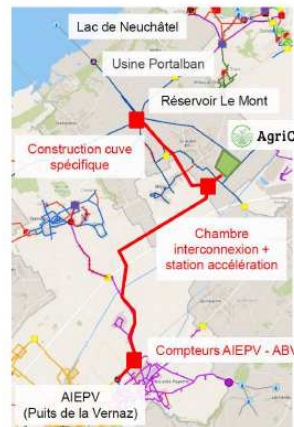 Lac de Neuchâtel
Usine Portalban
Réservoir Le Mont
AgriC
Construction cuve
spécifique
Chambre
interconnexion +
station accélération
Compteurs AIEPV - ABV
AIEPV
(Puits de la Vernaz)